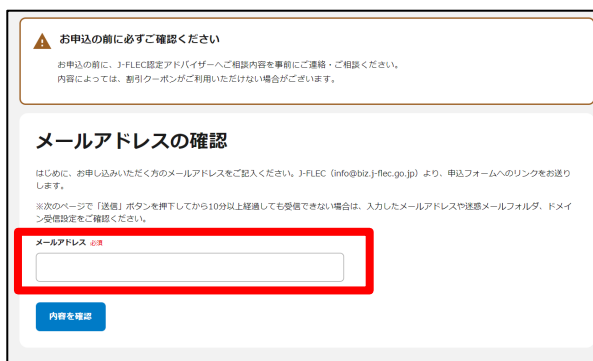 お申込の前に必ずご確認ください
お申込の前に、J-FLEC認定アドバイザーへご相談内容を事前にご連絡・ご相談ください。
内容によっては、割引クーポンがご利用いただけない場合がございます。
メールアドレスの確認
はじめに、お申し込みいただく方のメールアドレスをご記入ください。J-FLEC（info@biz.j-flec.go.jp）より、申込フォームへのリンクをお送り
します。
※次のページで「送信」ボタンを押下してから10分以上経過しても受信できない場合は、入力したメールアドレスや迷惑メールフォルダ、ドメイ
ン受信設定をご確認ください。
メールアドレス 必須
内容を確認